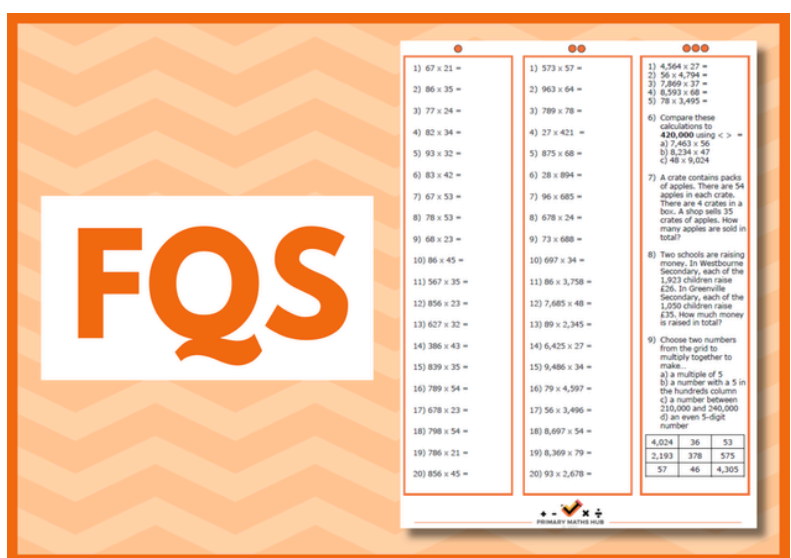 FQS
1) 67 x 21 =
2) 86 x 35 =
3) 77 x 24 =
4) 82 x 34 =
5) 93 x 32 =
6) 83 x 42 =
7) 67 x 53 =
8) 78 x 53 =
9) 68 x 23 =
10) 86 x 45 =
11) 567 x 35 =
12) 856 x 23 =
13) 627 x 32 =
14) 386 x 43 =
15) 839 x 35 =
16) 789 x 54 =
17) 678 x 23 =
18) 798 x 54 =
19) 786 x 21 =
20) 856 x 45 =
1) 573 x 57 =
2) 963 x 64 =
3) 789 x 78 =
4) 27 x 421 =
5) 875 x 68 =
6) 28 x 894 =
7) 96 x 685 =
8) 678 x 24 =
9) 73 x 688 =
10) 697 x 34 =
11) 86 x 3,758 =
12) 7,685 x 48 =
13) 89 x 2,345 =
14) 6,425 x 27 =
15) 9,486 x 34 =
16) 79 x 4,597 =
17) 56 x 3,496 =
18) 8,697 x 54 =
19) 8,369 x 79 =
20) 93 x 2,678 =
1) 4,564 x 27 =
2) 56 x 4,794 =
3) 7,869 x 37 =
4) 8,593 x 68 =
5) 78 x 3,495 =
6) Compare these
calculations to
420,000 using < > =
a) 7,463 x 56
b) 8,234 x 47
c) 48 x 9,024
7) A crate contains packs
of apples. There are 54
apples in each crate.
There are 4 crates in a
box. A shop sells 35
crates of apples. How
many apples are sold in
total?
8) Two schools are raising
money. In Westbourne
Secondary, each of the
1,923 children raise
£26. In Greenville
Secondary, each of the
1,050 children raise
£35. How much money
is raised in total?
9) Choose two numbers
from the grid to
multiply together to
make...
a) a multiple of 5
b) a number with a 5 in
the hundreds column
c) a number between
210,000 and 240,000
d) an even 5-digit
number
4,024 36 53
2,193 378 575
57 46 4,305
+ - x ÷
PRIMARY MATHS HUB